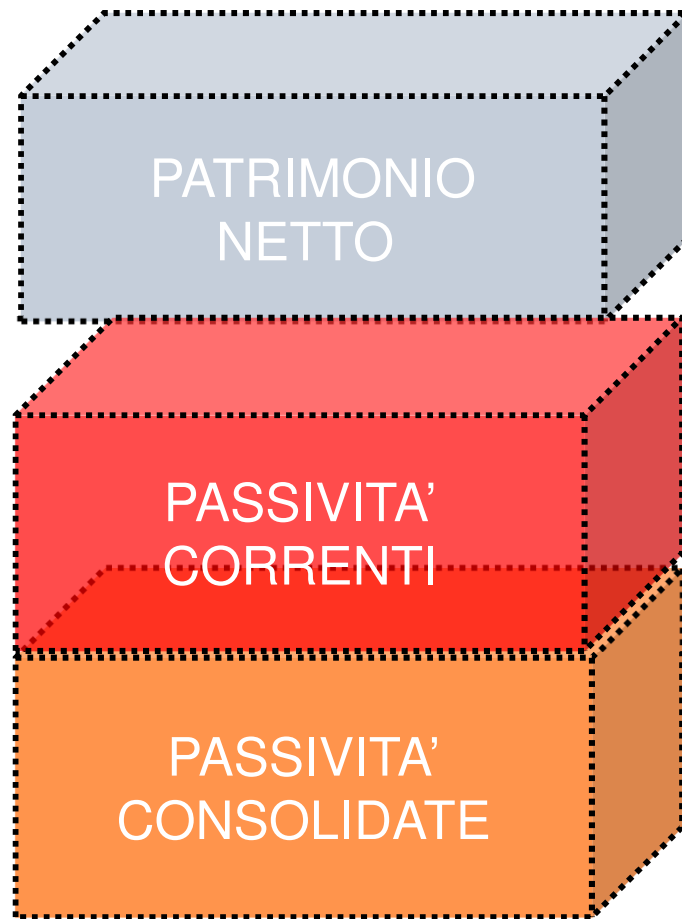 PATRIMONIO
NETTO
PASSIVITA’
CORRENTI
PASSIVITA’
CONSOLIDATE